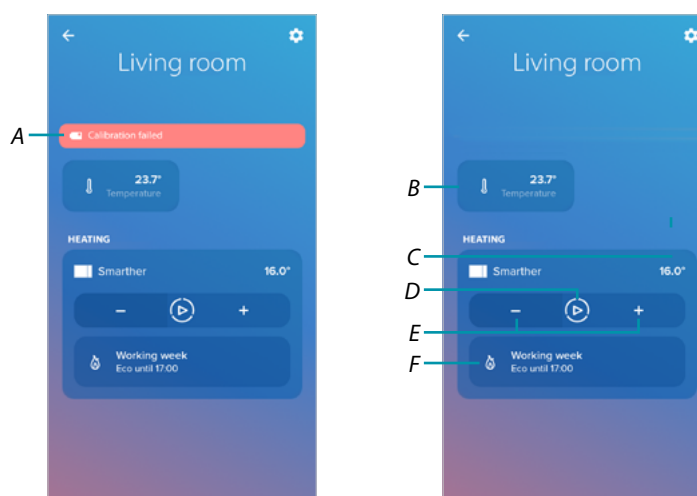 Living room
A
Calibration failed
23.7°
Temperature
HEATING
Smarther 16.0°
– +
Working week
Eco until 17:00
Living room
B
23.7°
Temperature
HEATING
C
Smarther 16.0°
D
– +
E
F
Working week
Eco until 17:00